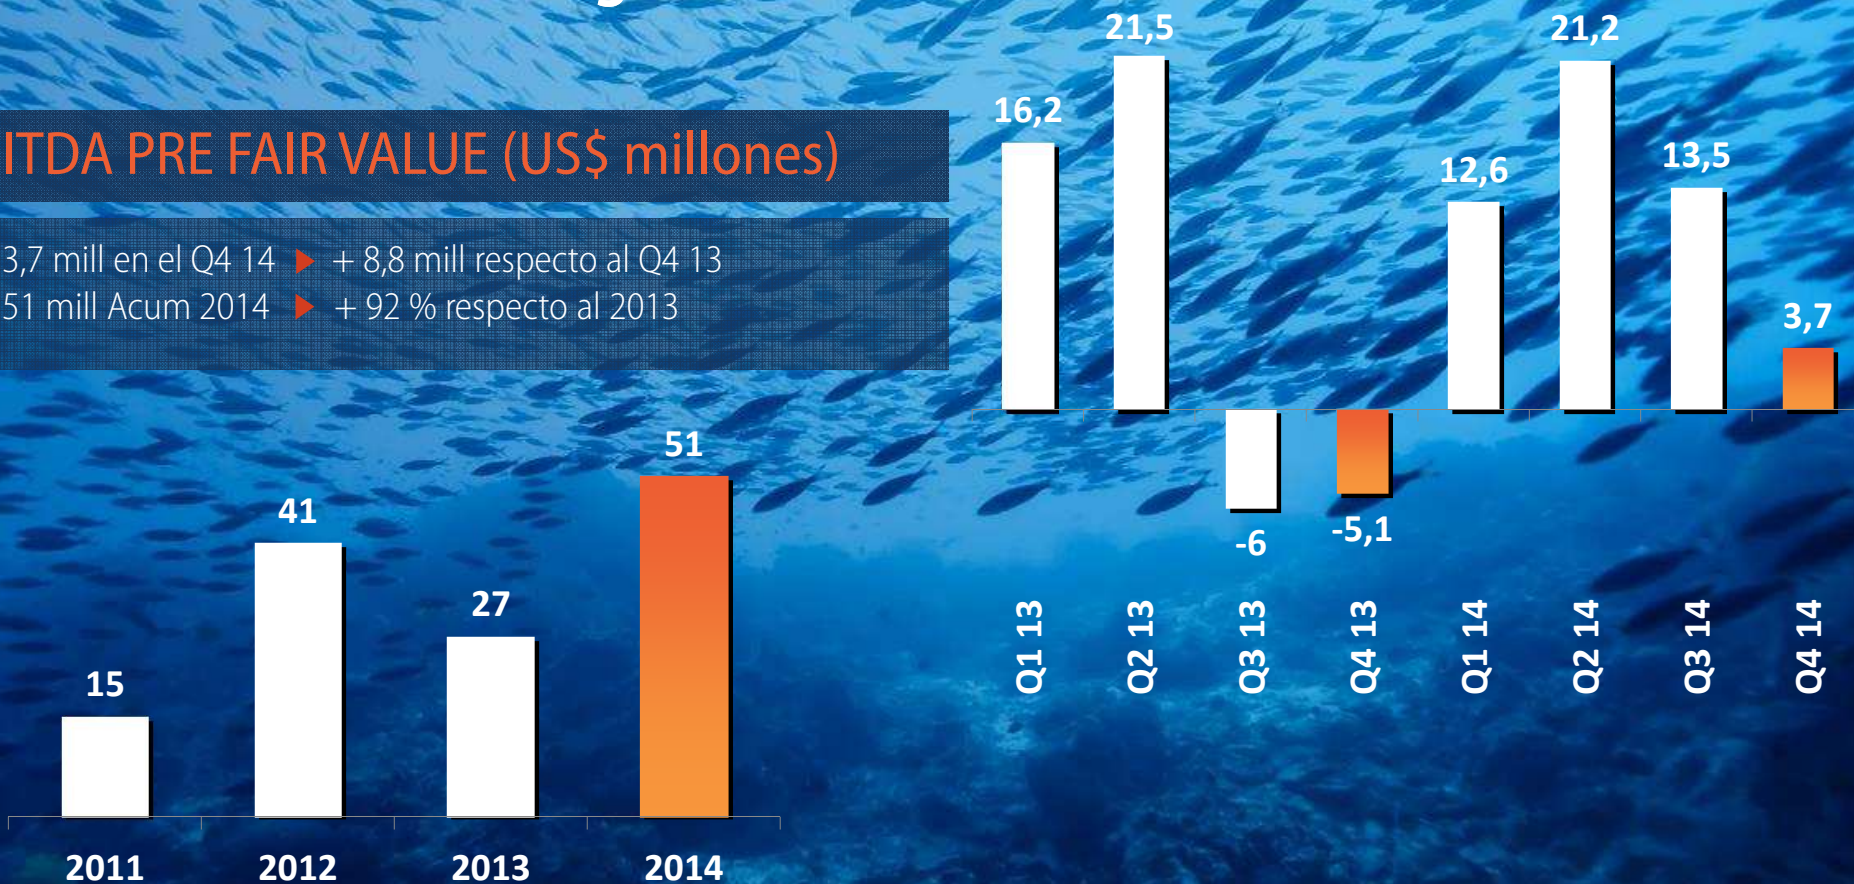 ITDA PRE FAIR VALUE (US$ millones)
3,7 mill en el Q4 14 ▶ + 8,8 mill respecto al Q4 13
51 mill Acum 2014 ▶ + 92 % respecto al 2013
16,2
21,5
-6
-5,1
12,6
21,2
13,5
3,7
Q1 13
Q2 13
Q3 13
Q4 13
Q1 14
Q2 14
Q3 14
Q4 14
15
41
27
51
2011
2012
2013
2014